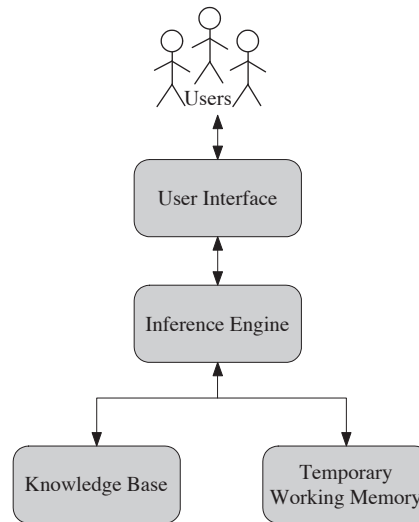 Users
User Interface
Inference Engine
Knowledge Base
Temporary
Working Memory